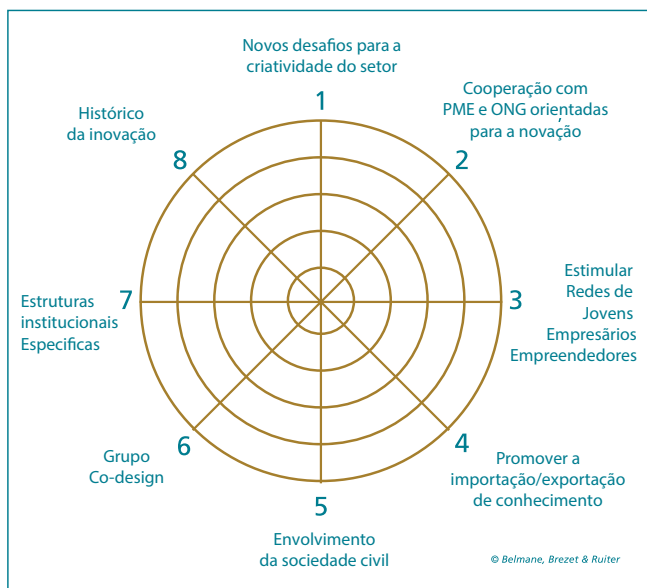 Novos desafios para a
criatividade do setor
1
Cooperação com
PME e ONG orientadas
para a novação
2
Estimular
Redes de
Jovens
Empresários
Empreendedores
3
4
Promover a
importação/exportação
de conhecimento
5
Envolvimento
da sociedade civil
6
Grupo
Co-design
7
Estruturas
institucionais
Especificas
8
Histórico
da inovação
© Belmane, Brezet & Ruiter